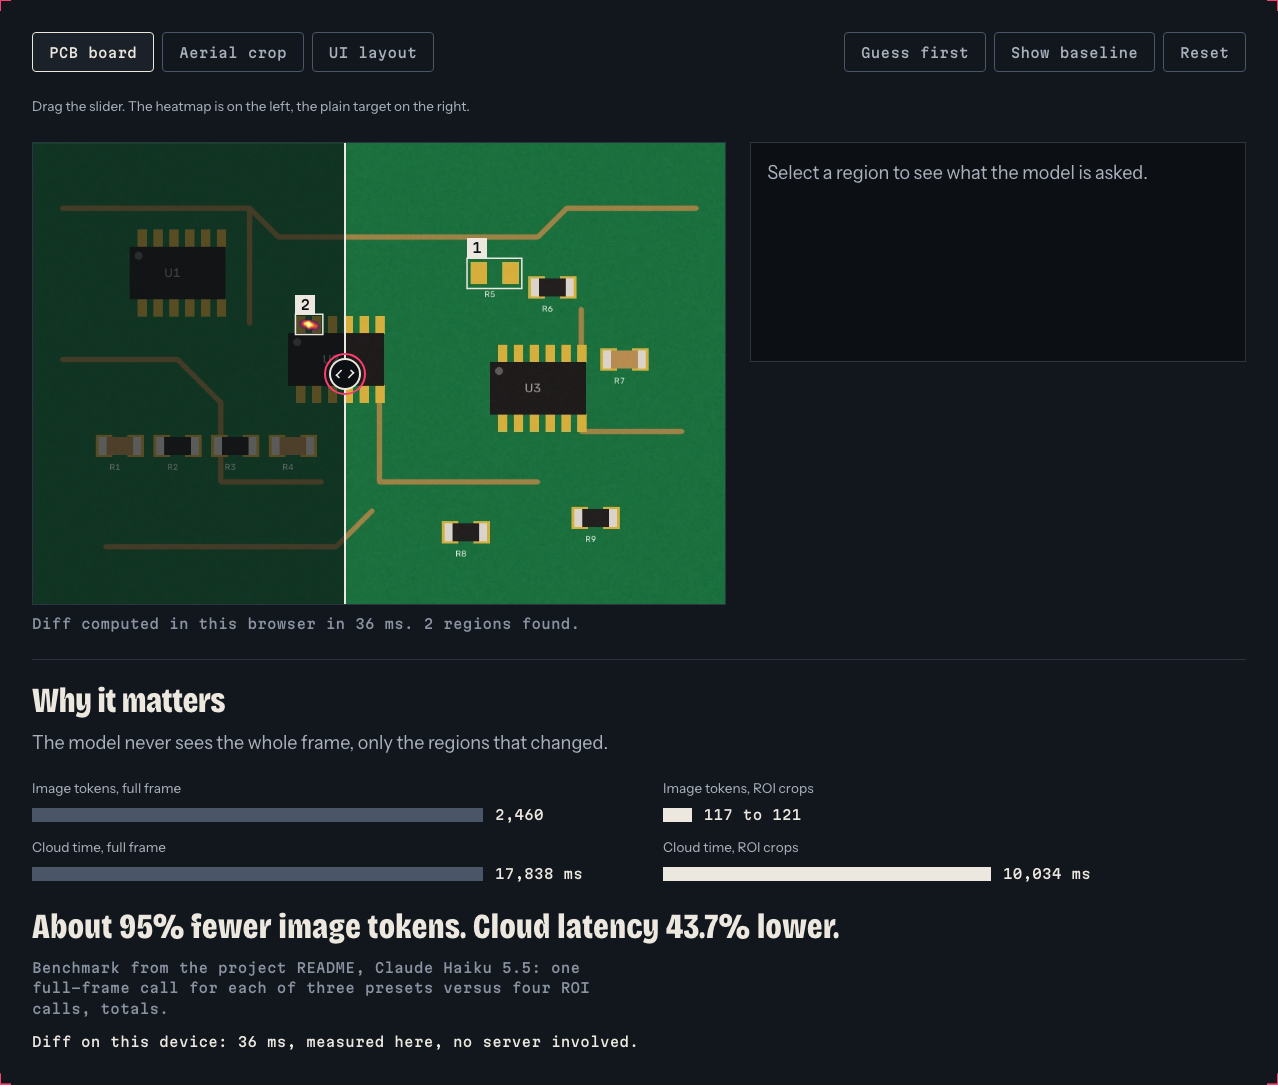 PCB board
Aerial crop
UI layout
Guess first
Show baseline
Reset
Drag the slider. The heatmap is on the left, the plain target on the right.
Select a region to see what the model is asked.
U1
1
R5
R6
2
U3
R7
R1
R2
R3
R4
R8
R9
Diff computed in this browser in 36 ms. 2 regions found.
Why it matters
The model never sees the whole frame, only the regions that changed.
Image tokens, full frame
2,460
Image tokens, ROI crops
117 to 121
Cloud time, full frame
17,838 ms
Cloud time, ROI crops
10,034 ms
About 95% fewer image tokens. Cloud latency 43.7% lower.
Benchmark from the project README, Claude Haiku 5.5: one
full-frame call for each of three presets versus four ROI
calls, totals.
Diff on this device: 36 ms, measured here, no server involved.